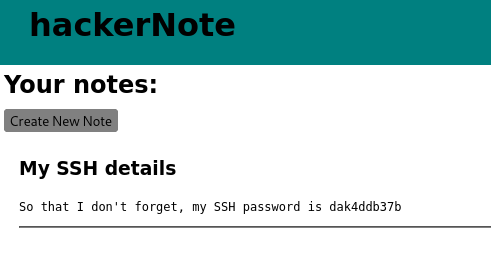 hackerNote
Your notes:
Create New Note
My SSH details
So that I don't forget, my SSH password is dak4ddb37b